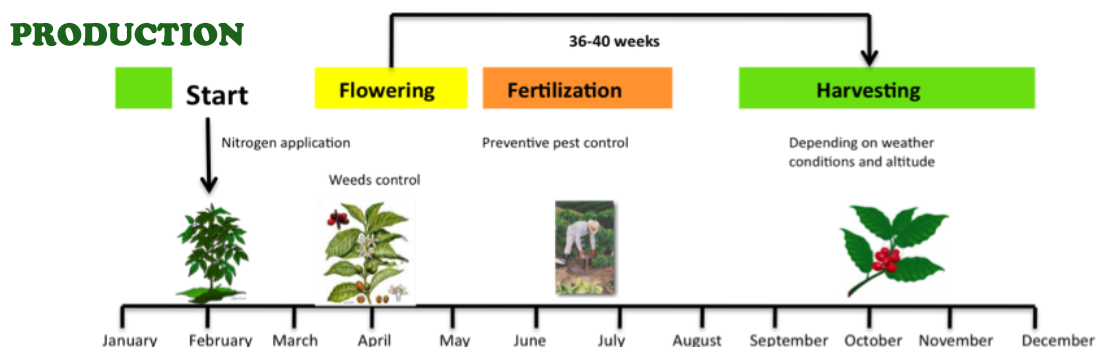 PRODUCTION
36-40 weeks
Start
Flowering
Fertilization
Harvesting
Nitrogen application
Preventive pest control
Depending on weather
conditions and altitude
Weeds control
January February March April May June July August September October November December